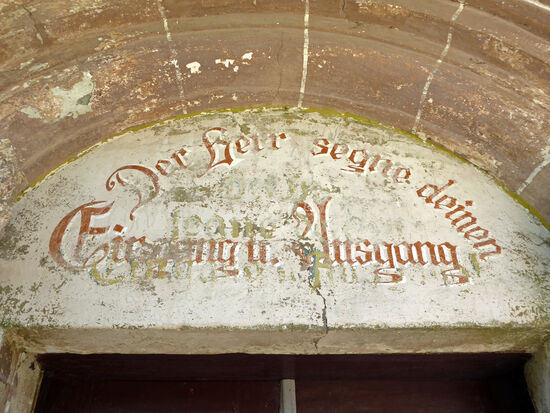 Der Herr segne deinen
Eingang u. Ausgang!